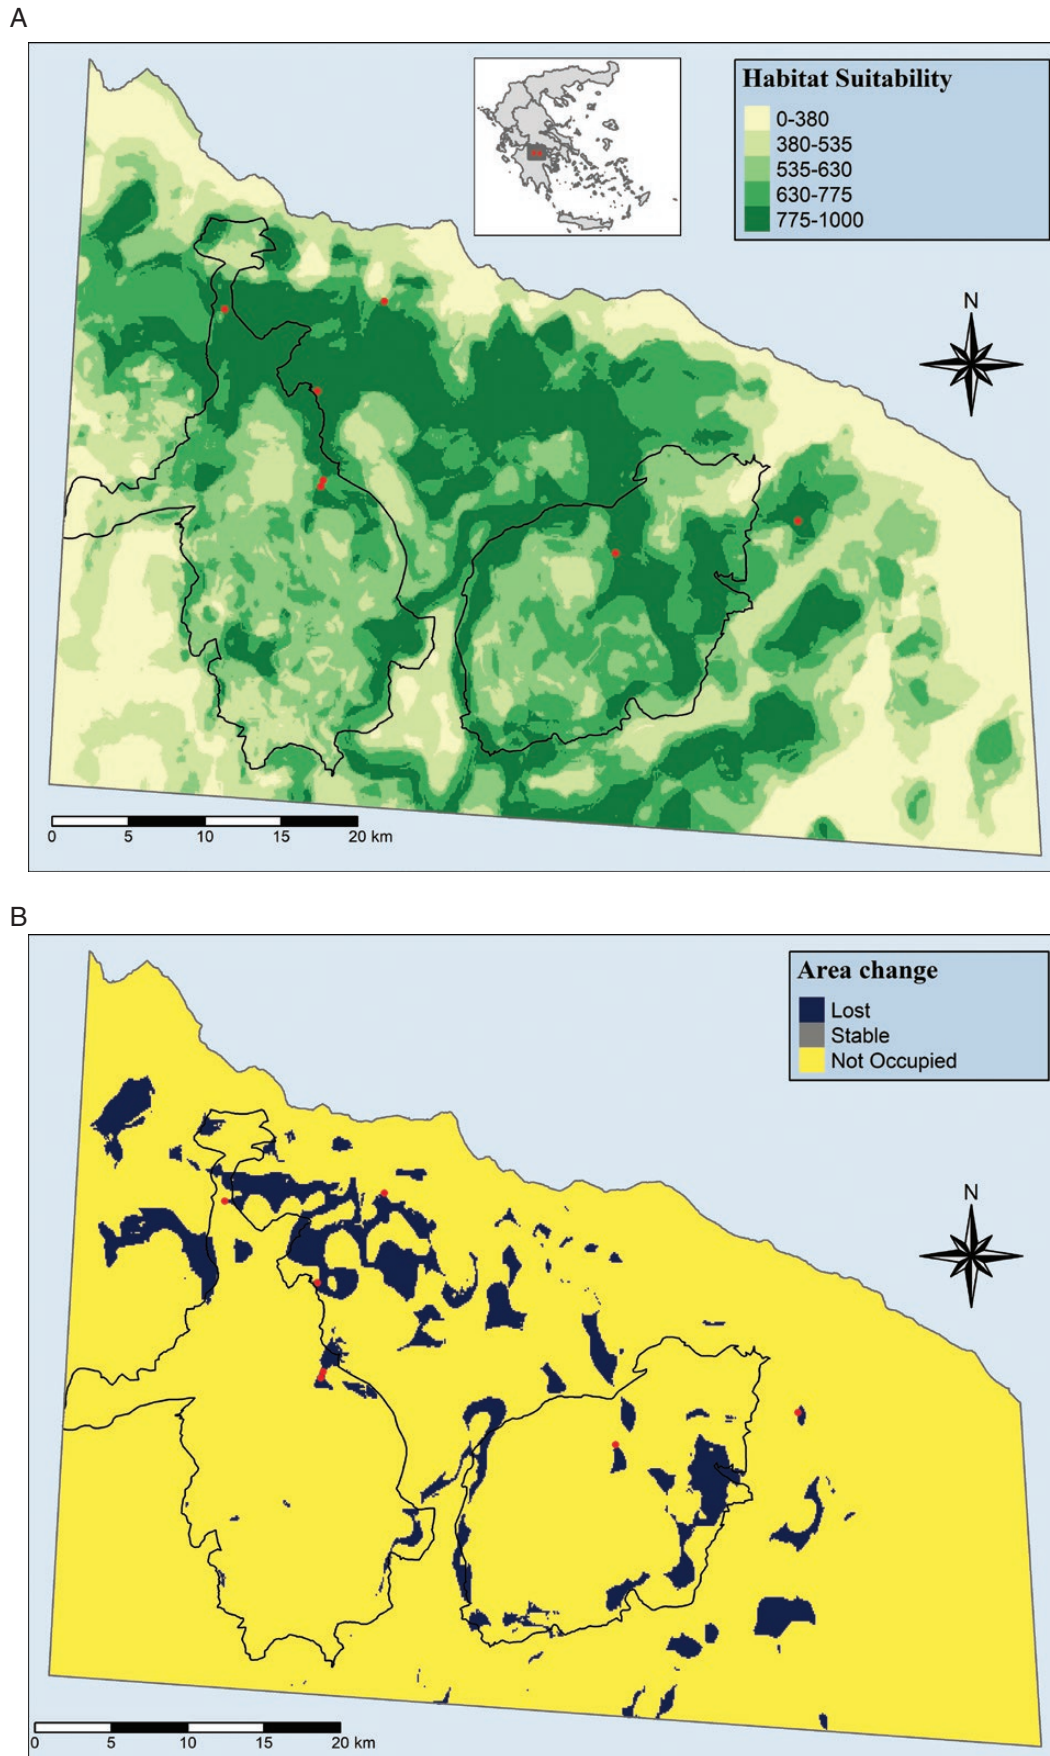 A
Habitat Suitability
0-380
380-535
535-630
630-775
775-1000
N
0 5 10 15 20 km
B
Area change
Lost
Stable
Not Occupied
N
0 5 10 15 20 km